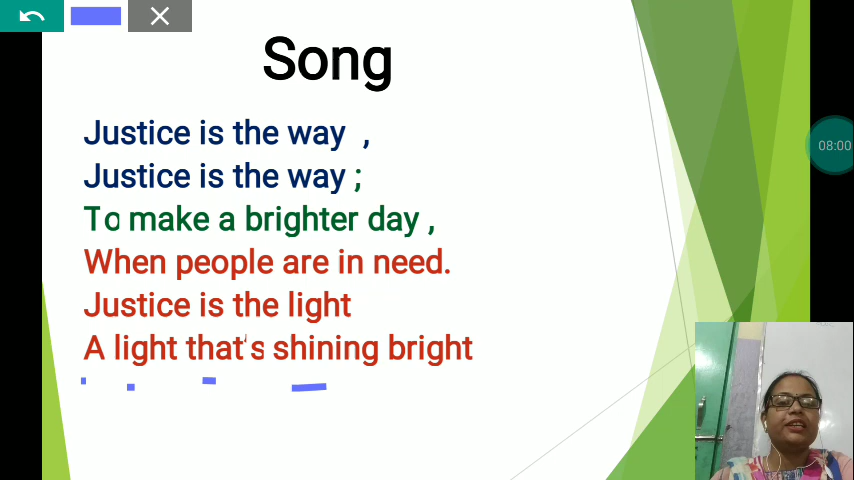 Song
Justice is the way ,
Justice is the way ;
To make a brighter day ,
When people are in need.
Justice is the light
A light that's shining bright
08:00